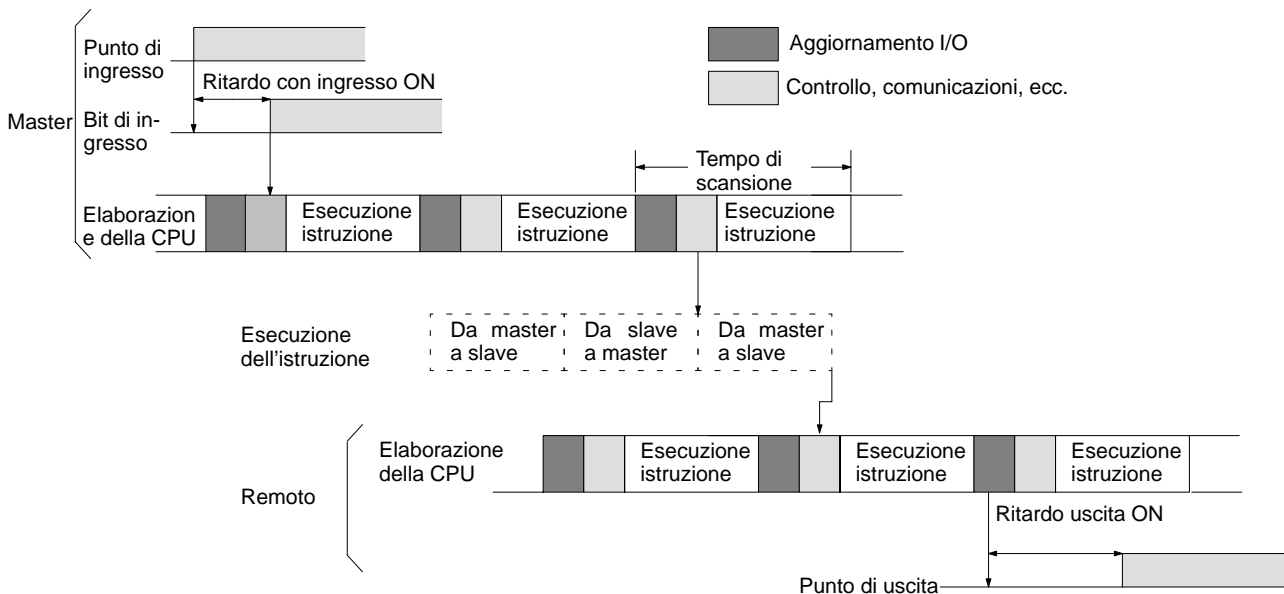 Punto di
ingresso
Aggiornamento I/O
Controllo, comunicazioni, ecc.
Ritardo con ingresso ON
Master
Bit di in-
gresso
Tempo di
scansione
Elaborazion
e della CPU
Esecuzione
istruzione
Esecuzione
istruzione
Esecuzione
istruzione
Esecuzione
dell'istruzione
Da master
a slave
Da slave
a master
Da master
a slave
Remoto
Elaborazione
della CPU
Esecuzione
istruzione
Esecuzione
istruzione
Esecuzione
istruzione
Ritardo uscita ON
Punto di uscita